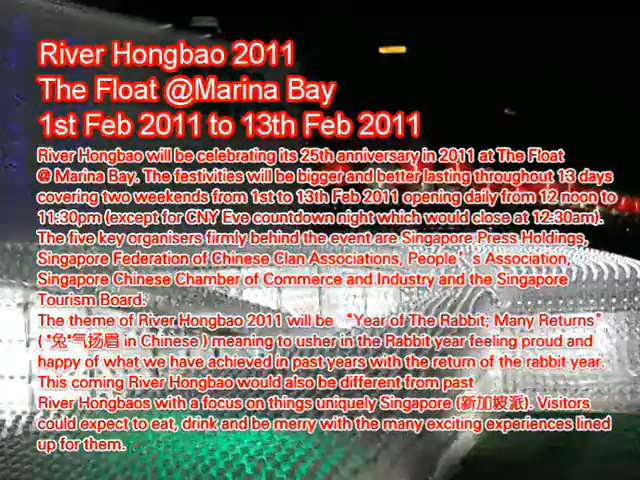 River Hongbao 2011
The Float @Marina Bay
1st Feb 2011 to 13th Feb 2011
River Hongbao will be celebrating its 25th anniversary in 2011 at The Float
@ Marina Bay. The festivities will be bigger and better lasting throughout 13 days
covering two weekends from 1st to 13th Feb 2011 opening daily from 12 noon to
11:30pm (except for CNY Eve countdown night which would close at 12:30am).
The five key organisers firmly behind the event are Singapore Press Holdings,
Singapore Federation of Chinese Clan Associations, People’s Association,
Singapore Chinese Chamber of Commerce and Industry and the Singapore
Tourism Board.
The theme of River Hongbao 2011 will be “Year of The Rabbit; Many Returns”
( "兔"气扬眉 in Chinese ) meaning to usher in the Rabbit year feeling proud and
happy of what we have achieved in past years with the return of the rabbit year.
This coming River Hongbao would also be different from past
River Hongbaos with a focus on things uniquely Singapore (新加坡派). Visitors
could expect to eat, drink and be merry with the many exciting experiences lined
up for them.